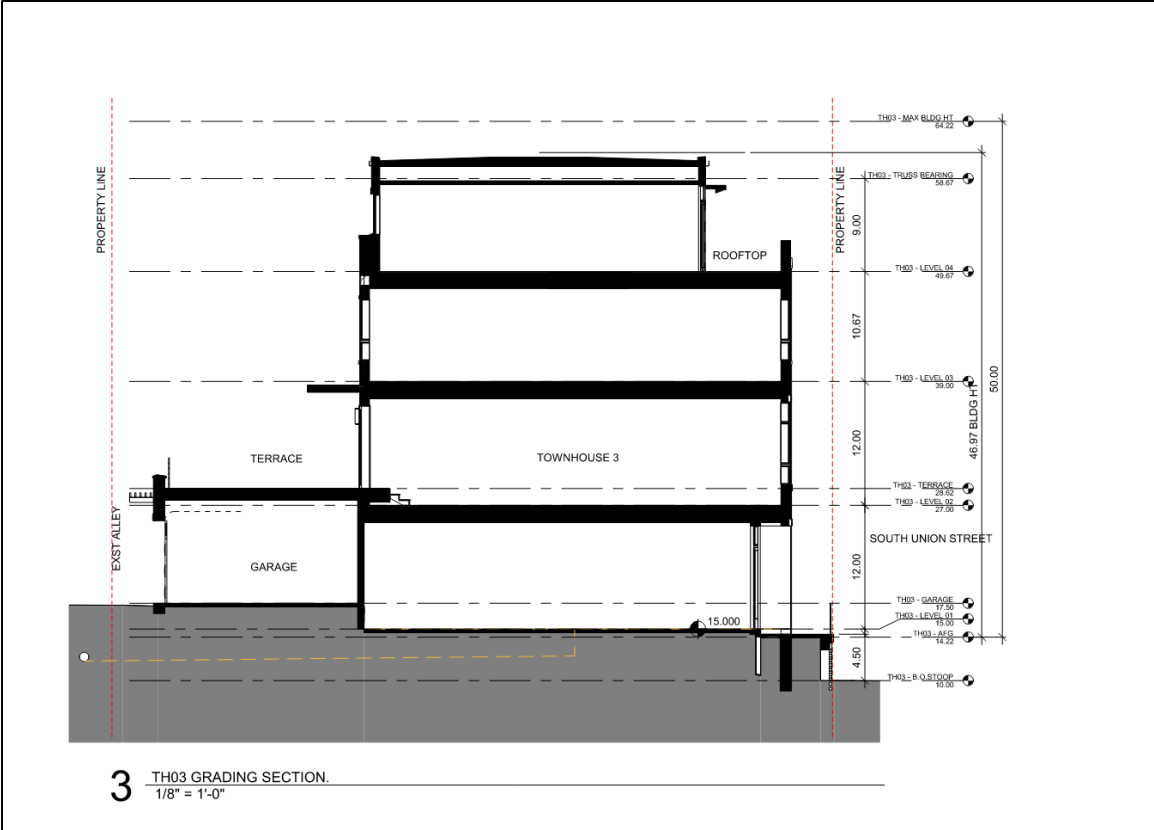 TH03 - MAX BLDG HT
64.22
PROPERTY LINE
PROPERTY LINE
TH03 - TRUSS BEARING
58.67
9.00
ROOFTOP
TH03 - LEVEL 04
49.67
10.67
TH03 - LEVEL 03
39.00
50.00
46.97 BLDG HT
12.00
TERRACE
TOWNHOUSE 3
TH03 - TERRACE
28.62
TH03 - LEVEL 02
27.00
EXST ALLEY
SOUTH UNION STREET
GARAGE
12.00
TH03 - GARAGE
17.50
TH03 - LEVEL 01
15.00
15.000
TH03 - AFG
14.22
4.50
TH03 - B.O.STOOP
10.00
3
TH03 GRADING SECTION.
1/8" = 1'-0"